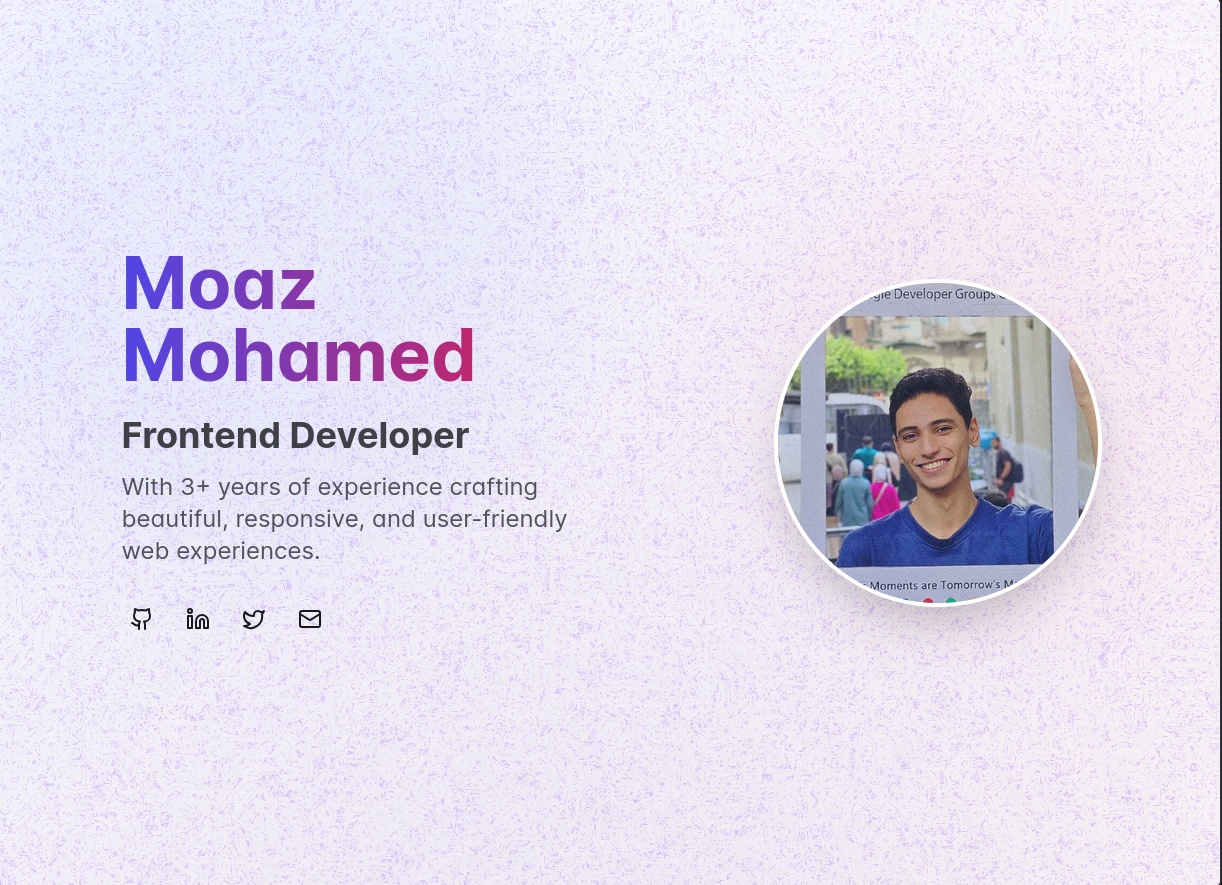 Moaz
Mohamed
Frontend Developer
With 3+ years of experience crafting
beautiful, responsive, and user-friendly
web experiences.
Developer Groups
Moments are Tomorrow's